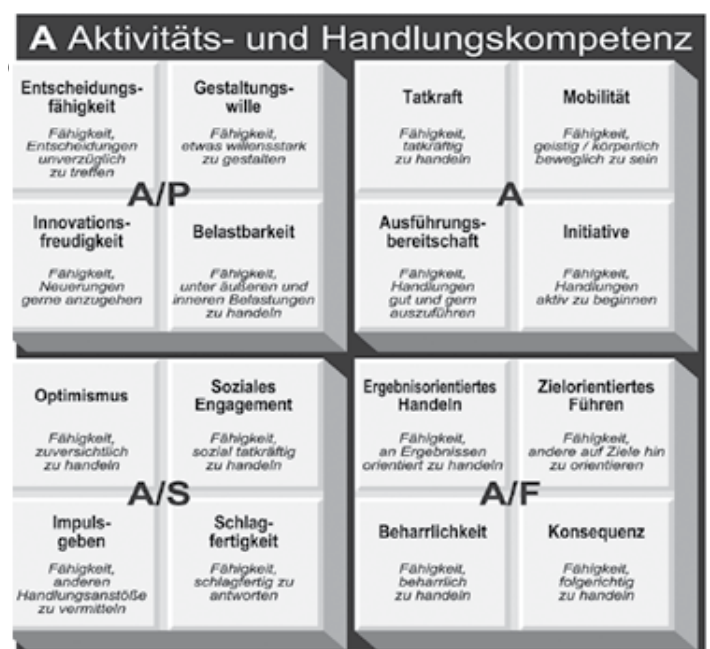 A Aktivitäts- und Handlungskompetenz
Entscheidungs-
fähigkeit
Fähigkeit,
Entscheidungen
unverzüglich
zu treffen
Gestaltungs-
wille
Fähigkeit,
etwas willensstark
zu gestalten
A/P
Innovations-
freudigkeit
Fähigkeit,
Neuerungen
gerne anzugehen
Belastbarkeit
Fähigkeit,
unter äußeren und
inneren Belastungen
zu handeln
Tatkraft
Fähigkeit,
tatkräftig
zu handeln
Mobilität
Fähigkeit,
geistig / körperlich
beweglich zu sein
A
Ausführungs-
bereitschaft
Fähigkeit,
Handlungen
gut und gern
auszuführen
Initiative
Fähigkeit,
Handlungen
aktiv zu beginnen
Optimismus
Fähigkeit,
zuversichtlich
zu handeln
Soziales
Engagement
Fähigkeit,
sozial tatkräftig
zu handeln
A/S
Impuls-
geben
Fähigkeit,
anderen
Handlungsanstöße
zu vermitteln
Schlag-
fertigkeit
Fähigkeit,
schlagfertig zu
antworten
Ergebnisorientiertes
Handeln
Fähigkeit,
an Ergebnissen
orientiert zu handeln
Zielorientiertes
Führen
Fähigkeit,
andere auf Ziele hin
zu orientieren
A/F
Beharrlichkeit
Fähigkeit,
beharrlich
zu handeln
Konsequenz
Fähigkeit,
folgerichtig
zu handeln